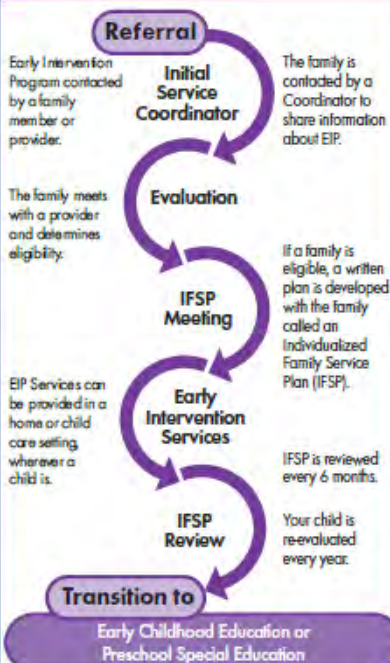 Referral
Early Intervention
Program contacted
by a family
member or
provider.
Initial
Service
Coordinator
The family is
contacted by a
Coordinator to
share information
about EIP.
The family meets
with a provider
and determines
eligibility.
Evaluation
IFSP
Meeting
If a family is
eligible, a written
plan is developed
with the family
called an
Individualized
Family Service
Plan (IFSP).
EIP Services can
be provided in a
home or child
care setting,
wherever a
child is.
Early
Intervention
Services
IFSP
Review
IFSP is reviewed
every 6 months.
Your child is
re-evaluated
every year.
Transition to
Early Childhood Education or
Preschool Special Education